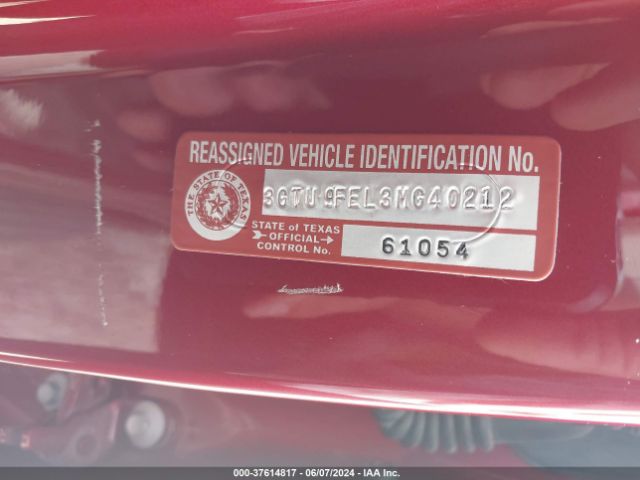 REASSIGNED VEHICLE IDENTIFICATION No.
THE STATE OF TEXAS
3GTU9FEL3MG40212
STATE of TEXAS
OFFICIAL
CONTROL No.
61054
000-37614817 - 06/07/2024 - IAA Inc.